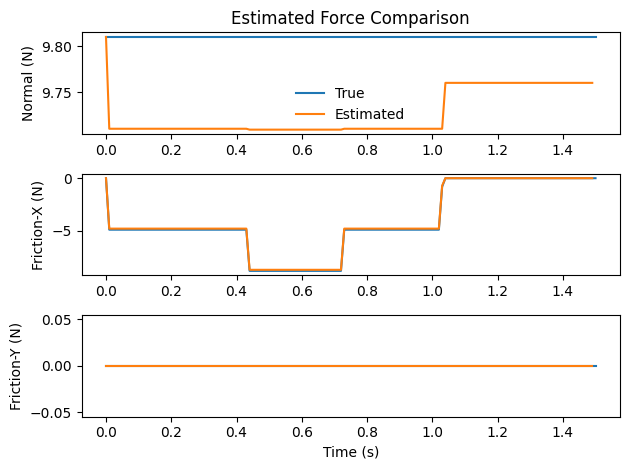 Estimated Force Comparison
Normal (N)
9.80
9.75
True
Estimated
0.0 0.2 0.4 0.6 0.8 1.0 1.2 1.4
Friction-X (N)
0
−5
0.0 0.2 0.4 0.6 0.8 1.0 1.2 1.4
Friction-Y (N)
0.05
0.00
−0.05
0.0 0.2 0.4 0.6 0.8 1.0 1.2 1.4
Time (s)